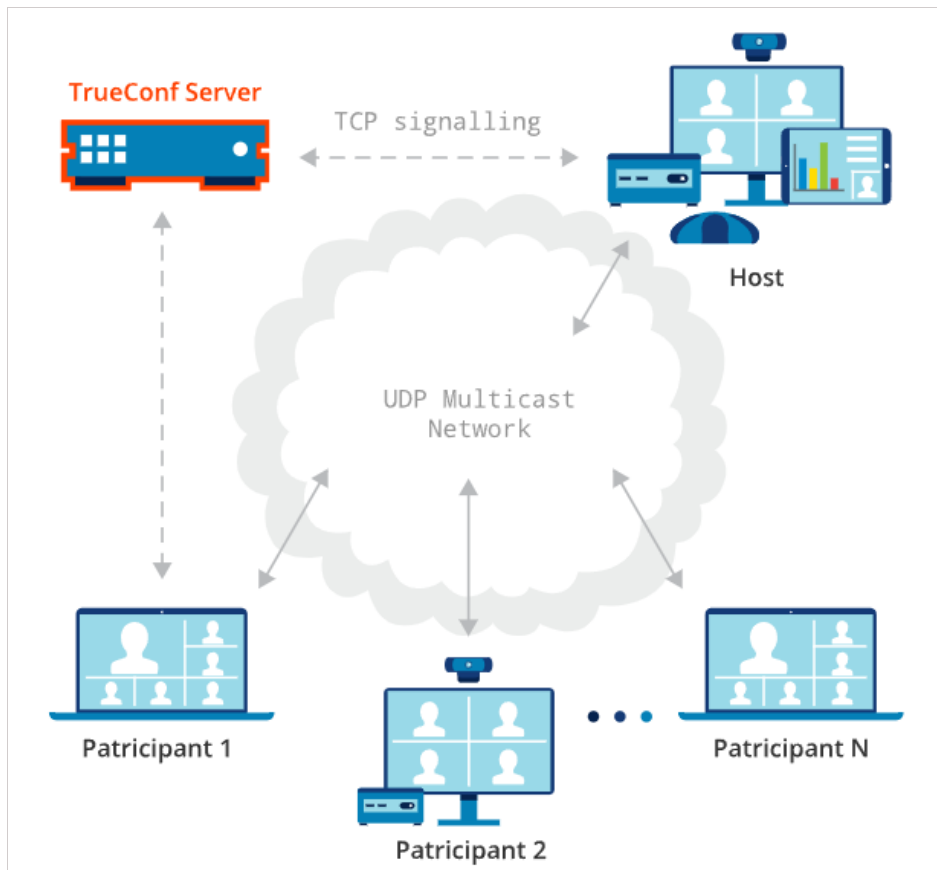 TrueConf Server
TCP signalling
Host
UDP Multicast
Network
Patricipant 1
Patricipant N
Patricipant 2